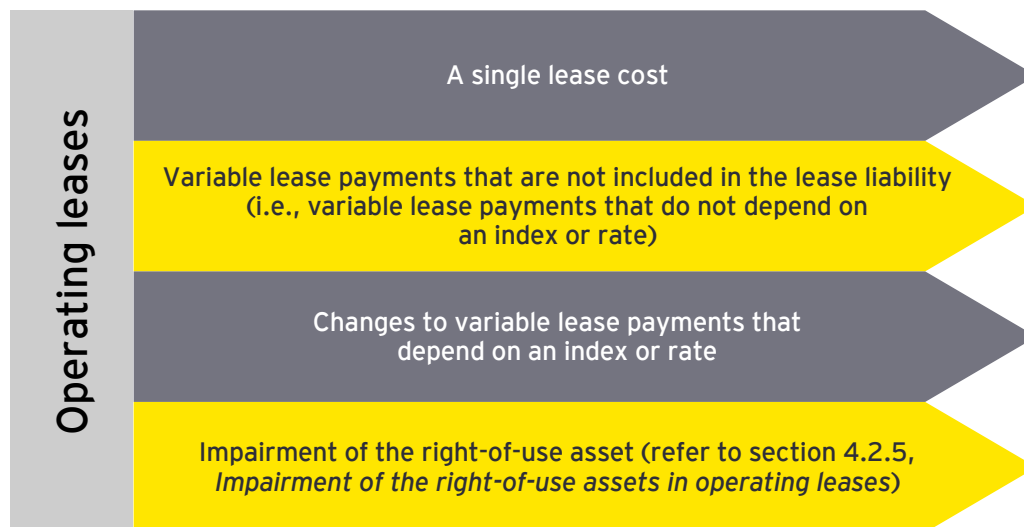 Operating leases
A single lease cost
Variable lease payments that are not included in the lease liability
(i.e., variable lease payments that do not depend on
an index or rate)
Changes to variable lease payments that
depend on an index or rate
Impairment of the right-of-use asset (refer to section 4.2.5,
Impairment of the right-of-use assets in operating leases)